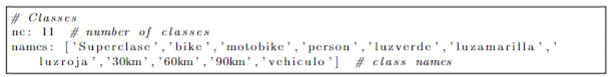 # Classes
nc: 11 # number of classes
names: ['Superclase','bike','motobike','person','luzverde','luzamarilla','
luzroja','30km','60km','90km','vehiculo'] # class names